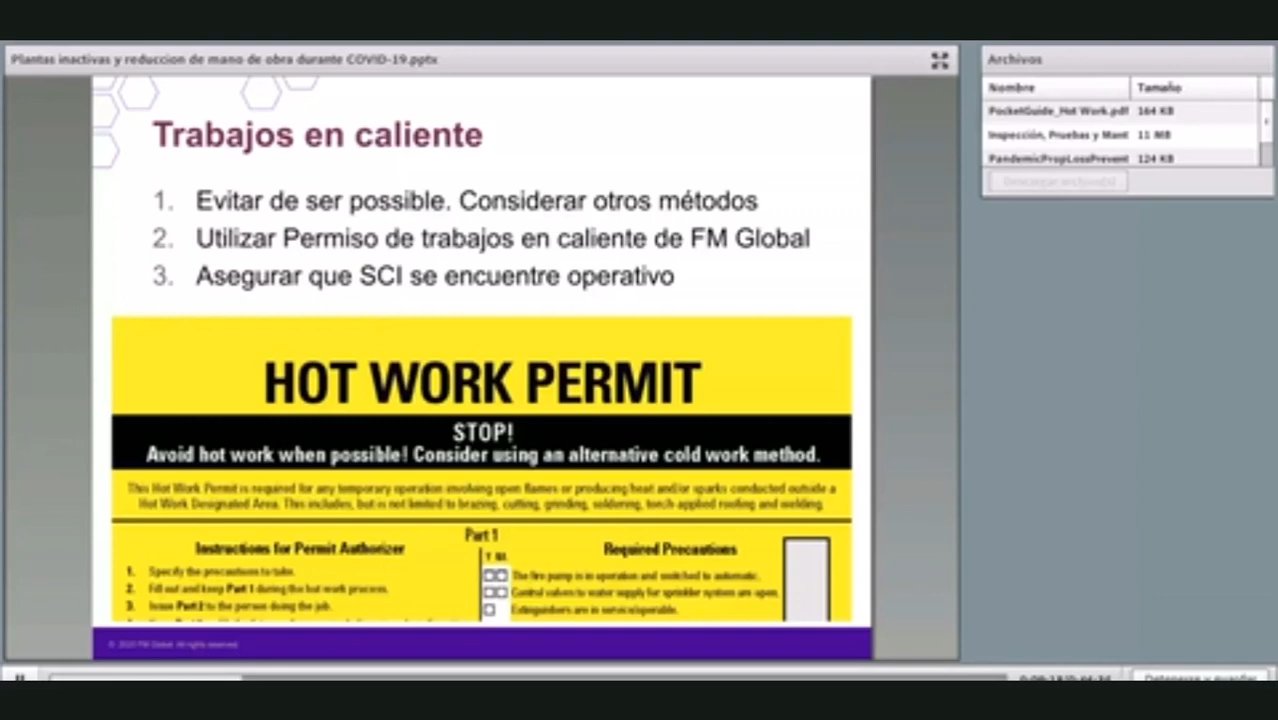 Plantas inactivas y reduccion de mano de obra durante COVID-19.pptx
Trabajos en caliente
1. Evitar de ser possible. Considerar otros métodos
2. Utilizar Permiso de trabajos en caliente de FM Global
3. Asegurar que SCI se encuentre operativo
HOT WORK PERMIT
STOP!
Avoid hot work when possible! Consider using an alternative cold work method.
This Hot Work Permit is required for any temporary operation involving open flames or producing heat and/or sparks conducted outside a
Hot Work Designated Area. This includes, but is not limited to brazing, cutting, grinding, soldering, torch-applied roofing and welding
Part 1
Instructions for Permit Authorizer
1. Specify the precautions to take.
2. Fill out and keep Part 1 during the hot work process.
3. Issue Part 2 to the person doing the job.
Required Precautions
The fire pump is in operation and switched to automatic.
Control valves to water supply for sprinkler system are open.
Extinguishers are in service/operable.
© 2020 FM Global. All rights reserved.
Archivos
Nombre Tamaño
PocketGuide_Hot Work.pdf 164 KB
Inspección, Pruebas y Mant 11 MB
PandemicPropLossPrevent 124 KB
Descargar archivo(s)